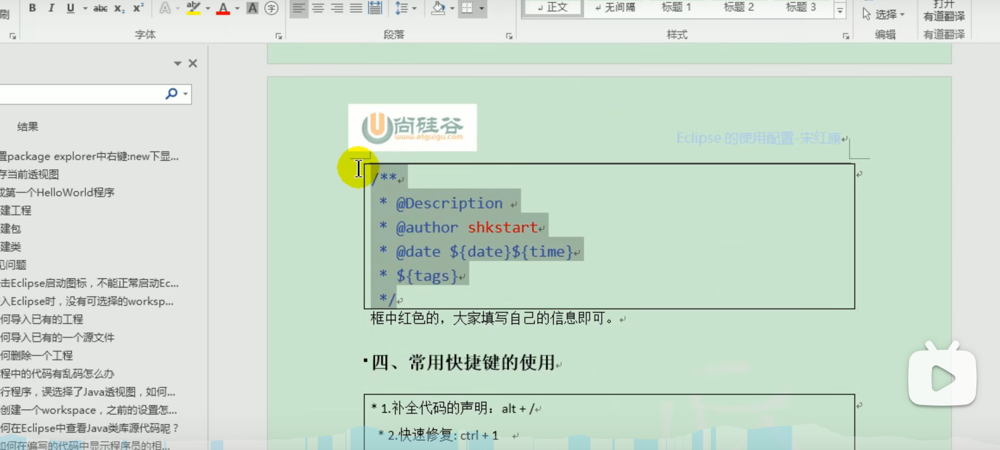 刷
B I U abc x₂ x² A aby A A 字
正文
无间隔
标题 1
标题 2
标题 3
选择
打开
有道翻译
字体
段落
样式
编辑
有道翻译
结果
置package explorer中右键:new下显...
存当前透视图
成第一个HelloWorld程序
建工程
建包
建类
见问题
击Eclipse启动图标，不能正常启动Ec...
入Eclipse时，没有可选择的worksp...
何导入已有的工程
何导入已有的一个源文件
何删除一个工程
程中的代码有乱码怎么办
行程序，误选择了Java透视图，如何...
创建一个workspace，之前的设置怎...
何在Eclipse中查看Java类库源代码呢？
如何在编写的代码中显示程序员的相...
尚硅谷
www.atguigu.com
Eclipse 的使用配置-宋红康
/**
* @Description
* @author shkstart
* @date ${date}${time}
* ${tags}
*/
框中红色的，大家填写自己的信息即可。
四、常用快捷键的使用
* 1.补全代码的声明：alt + /
* 2.快速修复: ctrl + 1